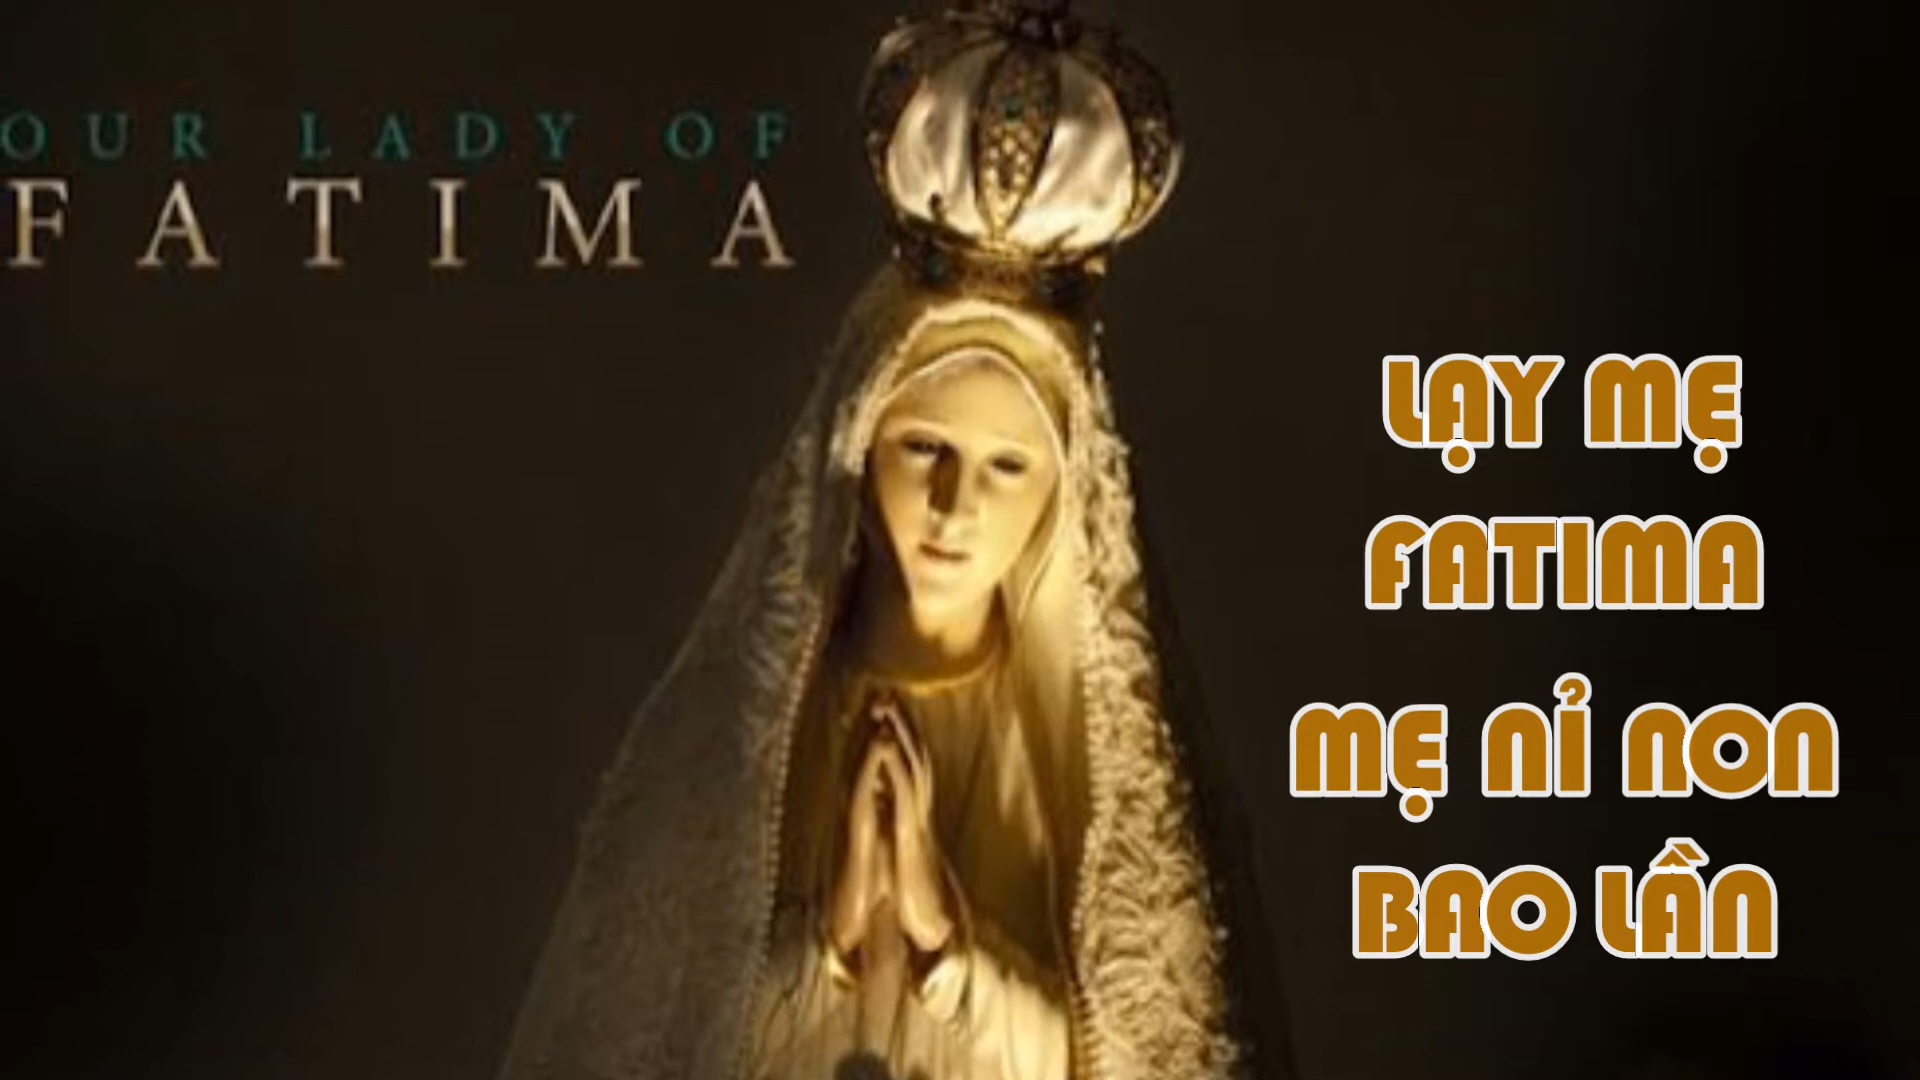 OUR LADY OF
FATIMA
LẠY MẸ
FATIMA
MẸ NỈ NON
BAO LẦN